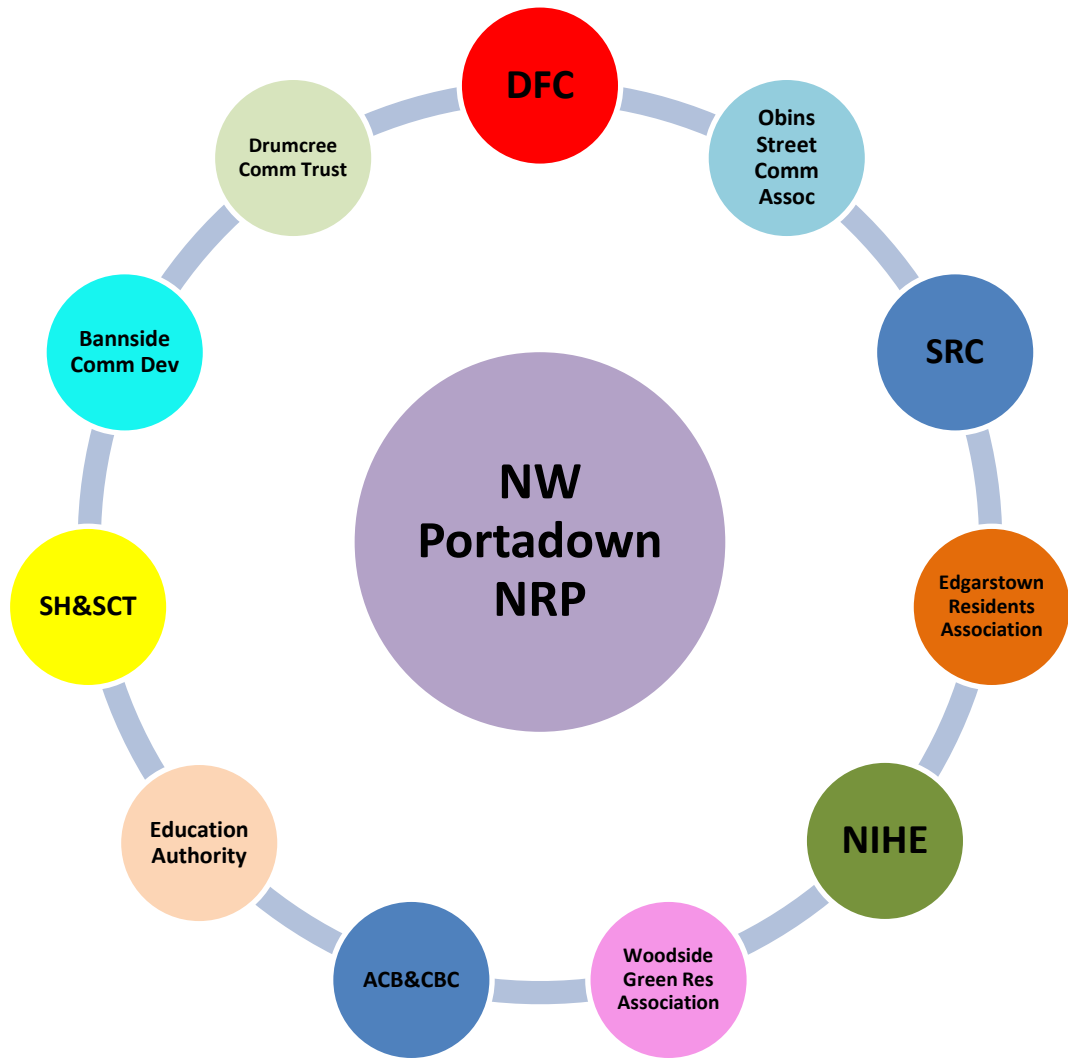 DFC
Obins
Street
Comm
Assoc
SRC
Edgarstown
Residents
Association
NIHE
Woodside
Green Res
Association
ACB&CBC
Education
Authority
SH&SCT
Bannside
Comm Dev
Drumcree
Comm Trust
NW
Portadown
NRP